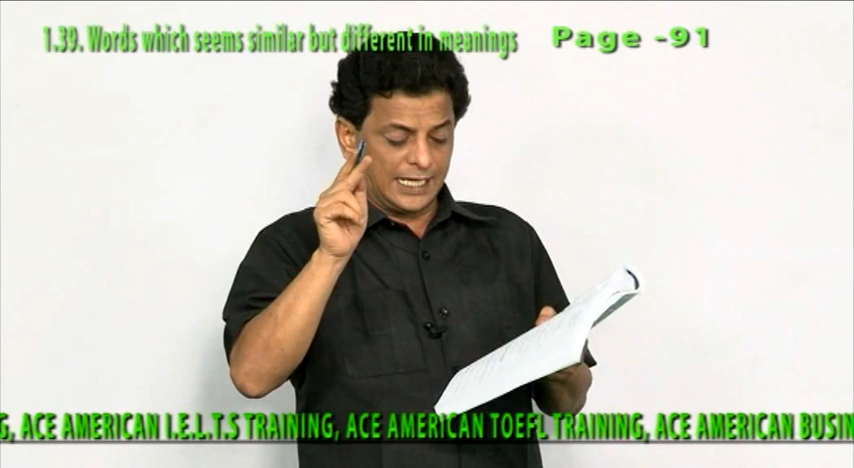 1.39. Words which seems similar but different in meanings Page -91
G, ACE AMERICAN I.E.L.T.S TRAINING, ACE AMERICAN TOEFL TRAINING, ACE AMERICAN BUSIN